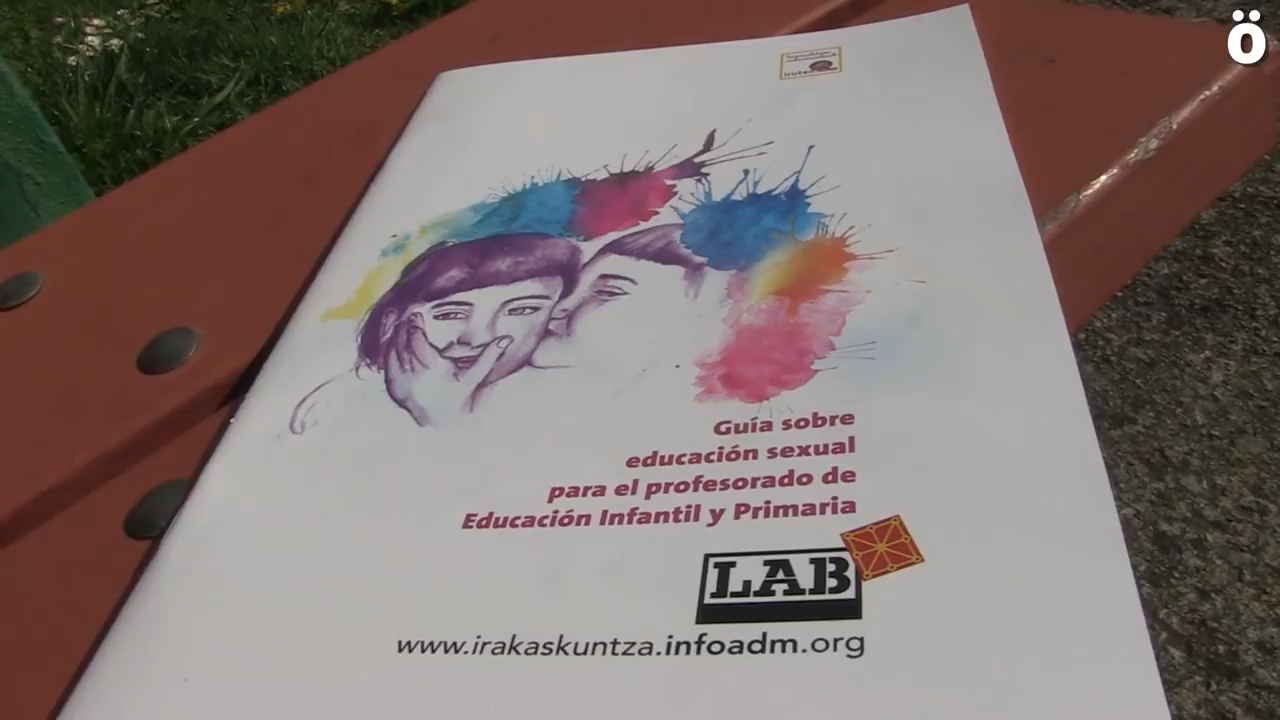 Ö
Guía sobre
educación sexual
para el profesorado de
Educación Infantil y Primaria
LAB
www.irakaskuntza.infoadm.org